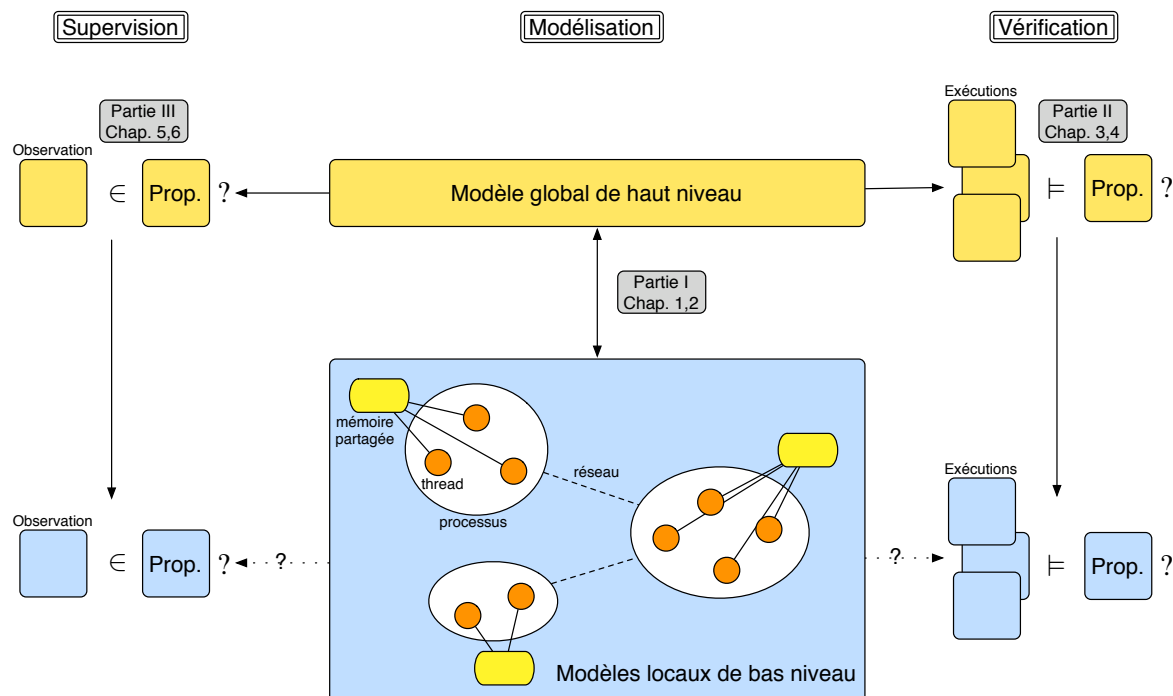 Supervision
Modélisation
Vérification
Partie III
Chap. 5,6
Exécutions
Partie II
Chap. 3,4
Observation
∈
Prop.
?
Modèle global de haut niveau
⊨
Prop.
?
Partie I
Chap. 1,2
mémoire
partagée
thread
processus
réseau
Exécutions
Observation
∈
Prop.
?
?
?
⊨
Prop.
?
Modèles locaux de bas niveau